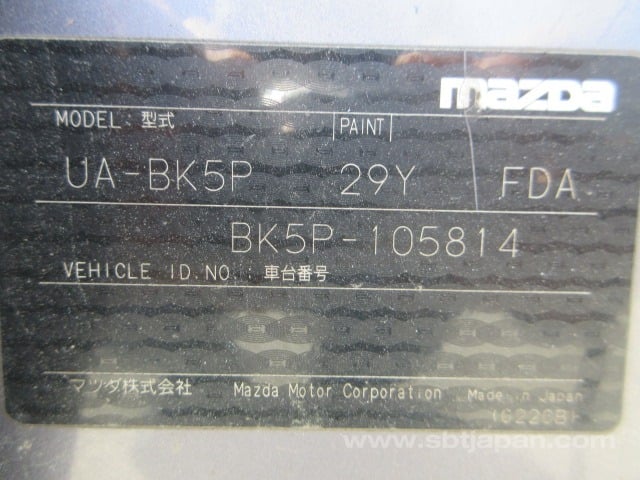 mazda
MODEL : 型式 PAINT
UA-BK5P 29Y FDA
BK5P-105814
VEHICLE ID.NO. : 車台番号
マツダ株式会社 Mazda Motor Corporation Made in Japan
www.sbtjapan.com